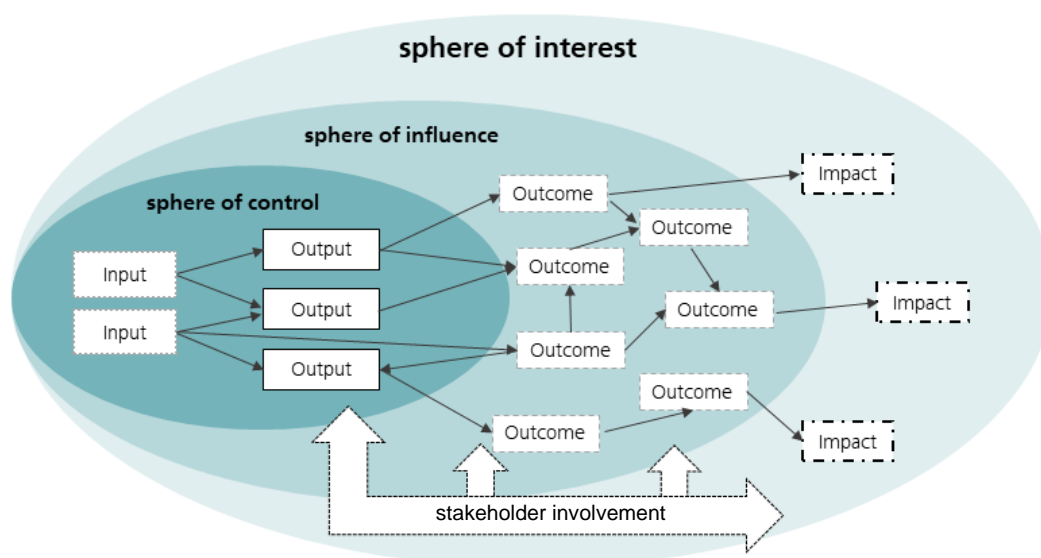 sphere of interest
sphere of influence
sphere of control
Input
Input
Output
Output
Output
Outcome
Outcome
Outcome
Outcome
Outcome
Outcome
Outcome
Impact
Impact
Impact
stakeholder involvement